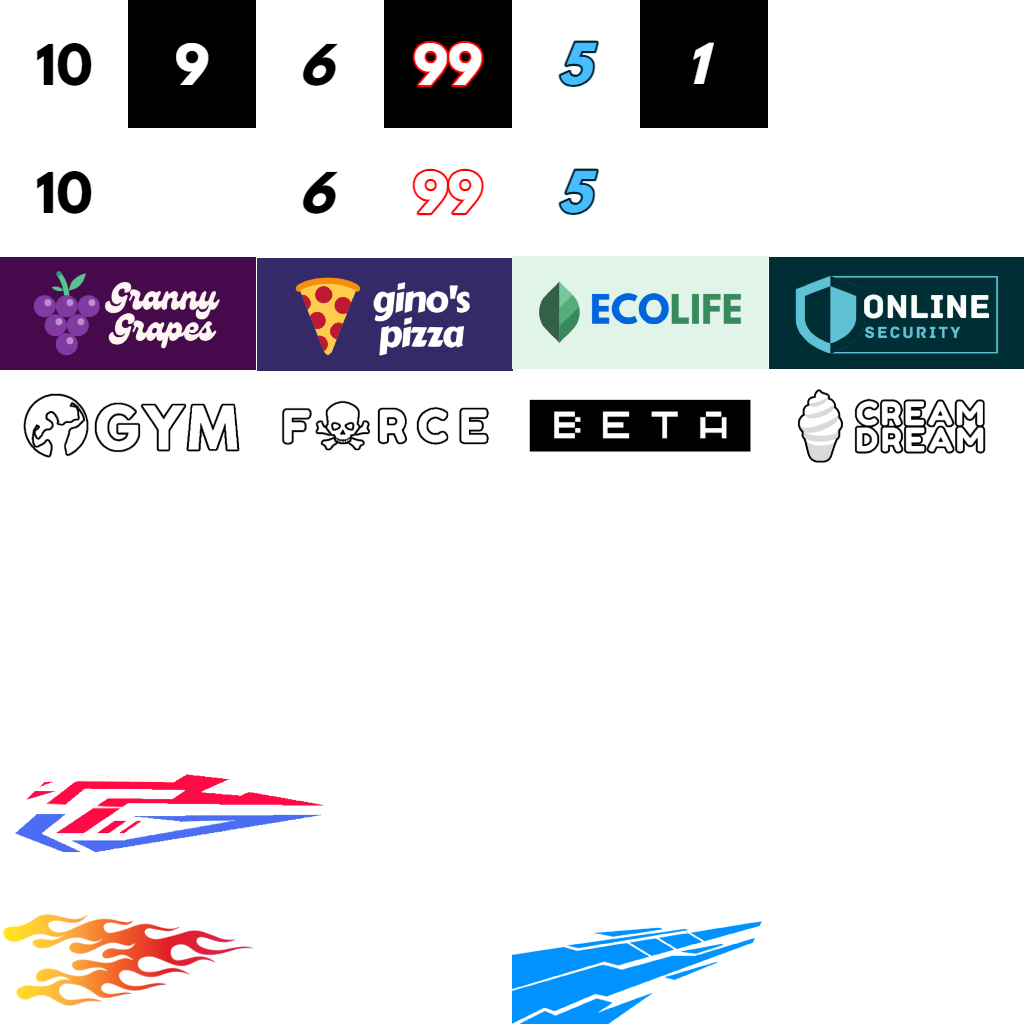 10 9 6 99 5 1
10 6 99 5
Granny
Grapes
gino's
pizza
ECOLIFE
ONLINE
SECURITY
GYM
FORCE
BETA
CREAM
DREAM